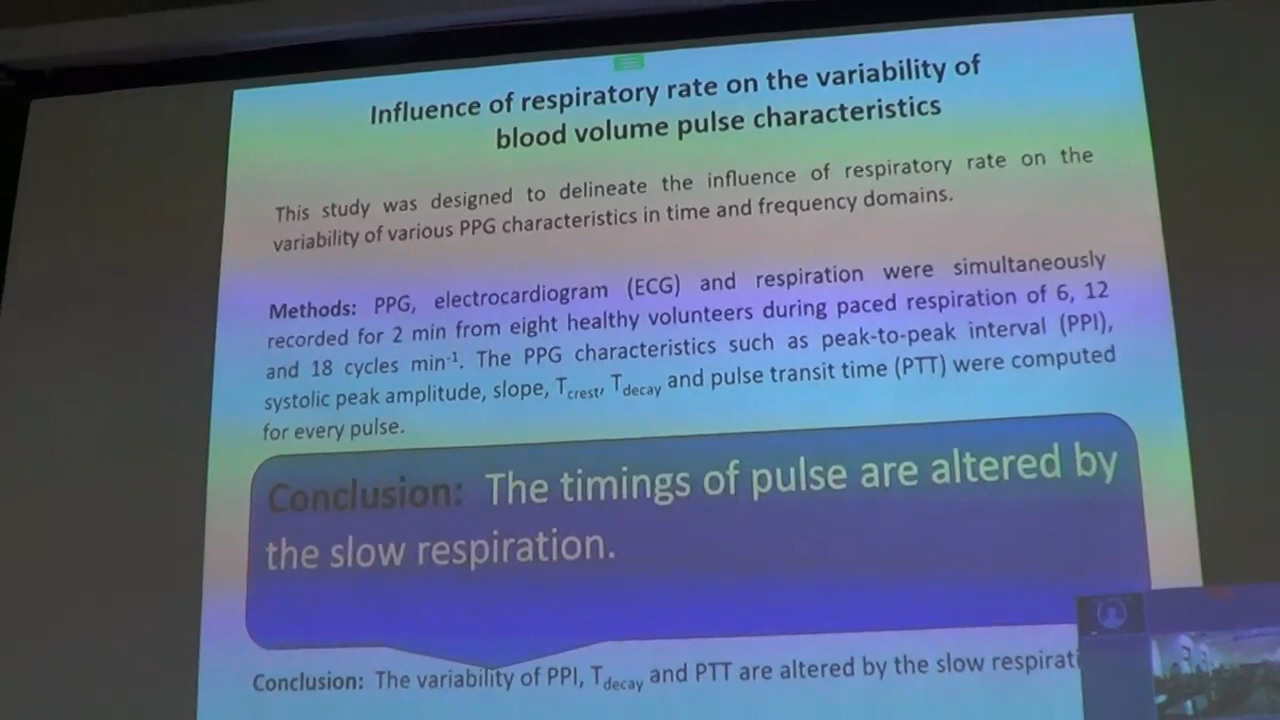 Influence of respiratory rate on the variability of
blood volume pulse characteristics
This study was designed to delineate the influence of respiratory rate on the
variability of various PPG characteristics in time and frequency domains.
Methods: PPG, electrocardiogram (ECG) and respiration were simultaneously
recorded for 2 min from eight healthy volunteers during paced respiration of 6, 12
and 18 cycles min⁻¹. The PPG characteristics such as peak-to-peak interval (PPI),
systolic peak amplitude, slope, Tcrest, Tdecay and pulse transit time (PTT) were computed
for every pulse.
Conclusion: The timings of pulse are altered by
the slow respiration.
Conclusion: The variability of PPI, Tdecay and PTT are altered by the slow respirati